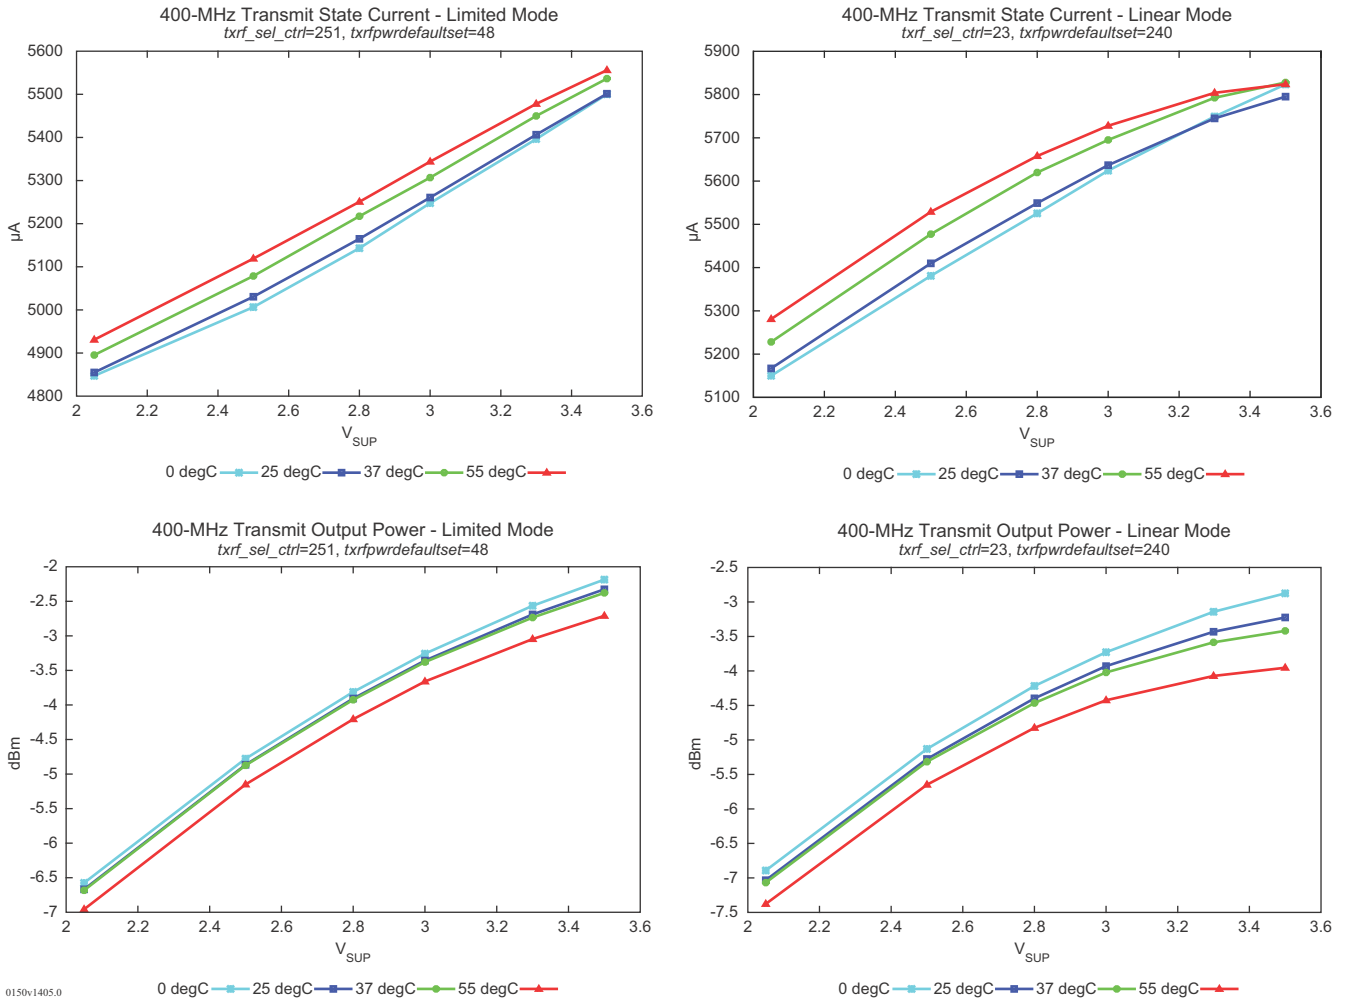 400-MHz Transmit State Current - Limited Mode
txrf_sel_ctrl=251, txrfpwrdefaultset=48
5600
5500
5400
5300
5200
5100
5000
4900
4800
µA
2 2.2 2.4 2.6 2.8 3 3.2 3.4 3.6
VSUP
0 degC 25 degC 37 degC 55 degC
400-MHz Transmit State Current - Linear Mode
txrf_sel_ctrl=23, txrfpwrdefaultset=240
5900
5800
5700
5600
5500
5400
5300
5200
5100
µA
2 2.2 2.4 2.6 2.8 3 3.2 3.4 3.6
VSUP
0 degC 25 degC 37 degC 55 degC
400-MHz Transmit Output Power - Limited Mode
txrf_sel_ctrl=251, txrfpwrdefaultset=48
-2
-2.5
-3
-3.5
-4
-4.5
-5
-5.5
-6
-6.5
-7
dBm
2 2.2 2.4 2.6 2.8 3 3.2 3.4 3.6
VSUP
0 degC 25 degC 37 degC 55 degC
400-MHz Transmit Output Power - Linear Mode
txrf_sel_ctrl=23, txrfpwrdefaultset=240
-2.5
-3
-3.5
-4
-4.5
-5
-5.5
-6
-6.5
-7
-7.5
dBm
2 2.2 2.4 2.6 2.8 3 3.2 3.4 3.6
VSUP
0 degC 25 degC 37 degC 55 degC
0150v1405.0